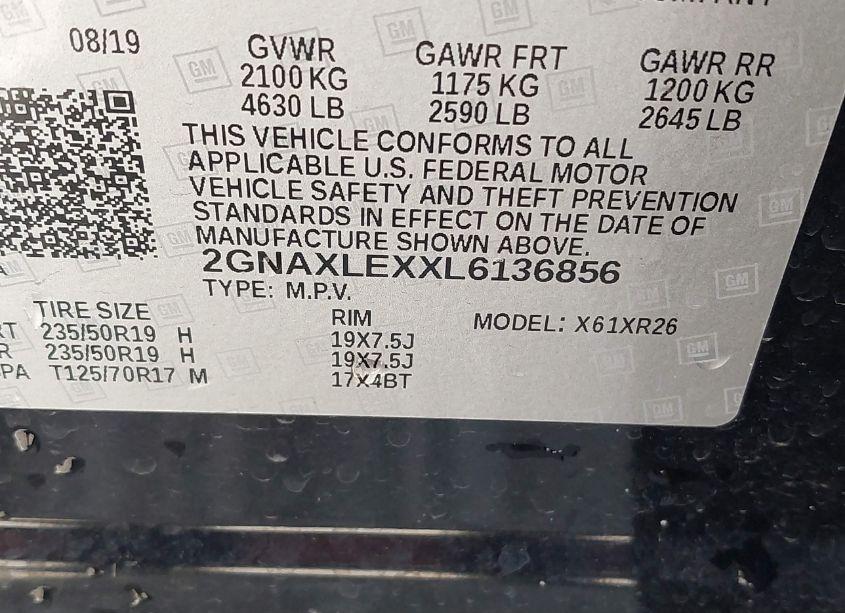 08/19
GVWR GAWR FRT GAWR RR
2100 KG 1175 KG 1200 KG
4630 LB 2590 LB 2645 LB
THIS VEHICLE CONFORMS TO ALL
APPLICABLE U.S. FEDERAL MOTOR
VEHICLE SAFETY AND THEFT PREVENTION
STANDARDS IN EFFECT ON THE DATE OF
MANUFACTURE SHOWN ABOVE.
2GNAXLEXXL6136856
TYPE: M.P.V.
TIRE SIZE RIM MODEL: X61XR26
RT 235/50R19 H 19X7.5J
R 235/50R19 H 19X7.5J
PA T125/70R17 M 17X4BT
GM